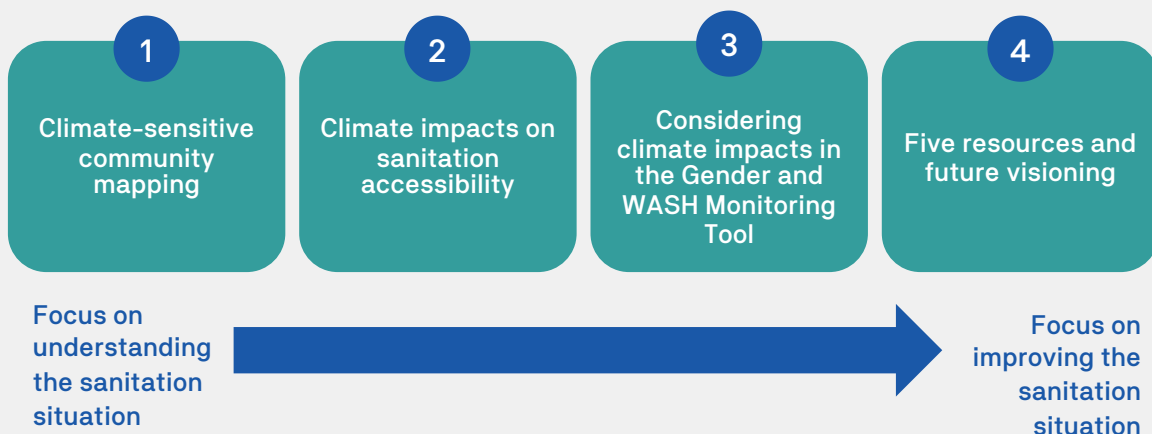 1
Climate-sensitive
community
mapping
2
Climate impacts on
sanitation
accessibility
3
Considering
climate impacts in
the Gender and
WASH Monitoring
Tool
4
Five resources and
future visioning
Focus on
understanding
the sanitation
situation
Focus on
improving the
sanitation
situation